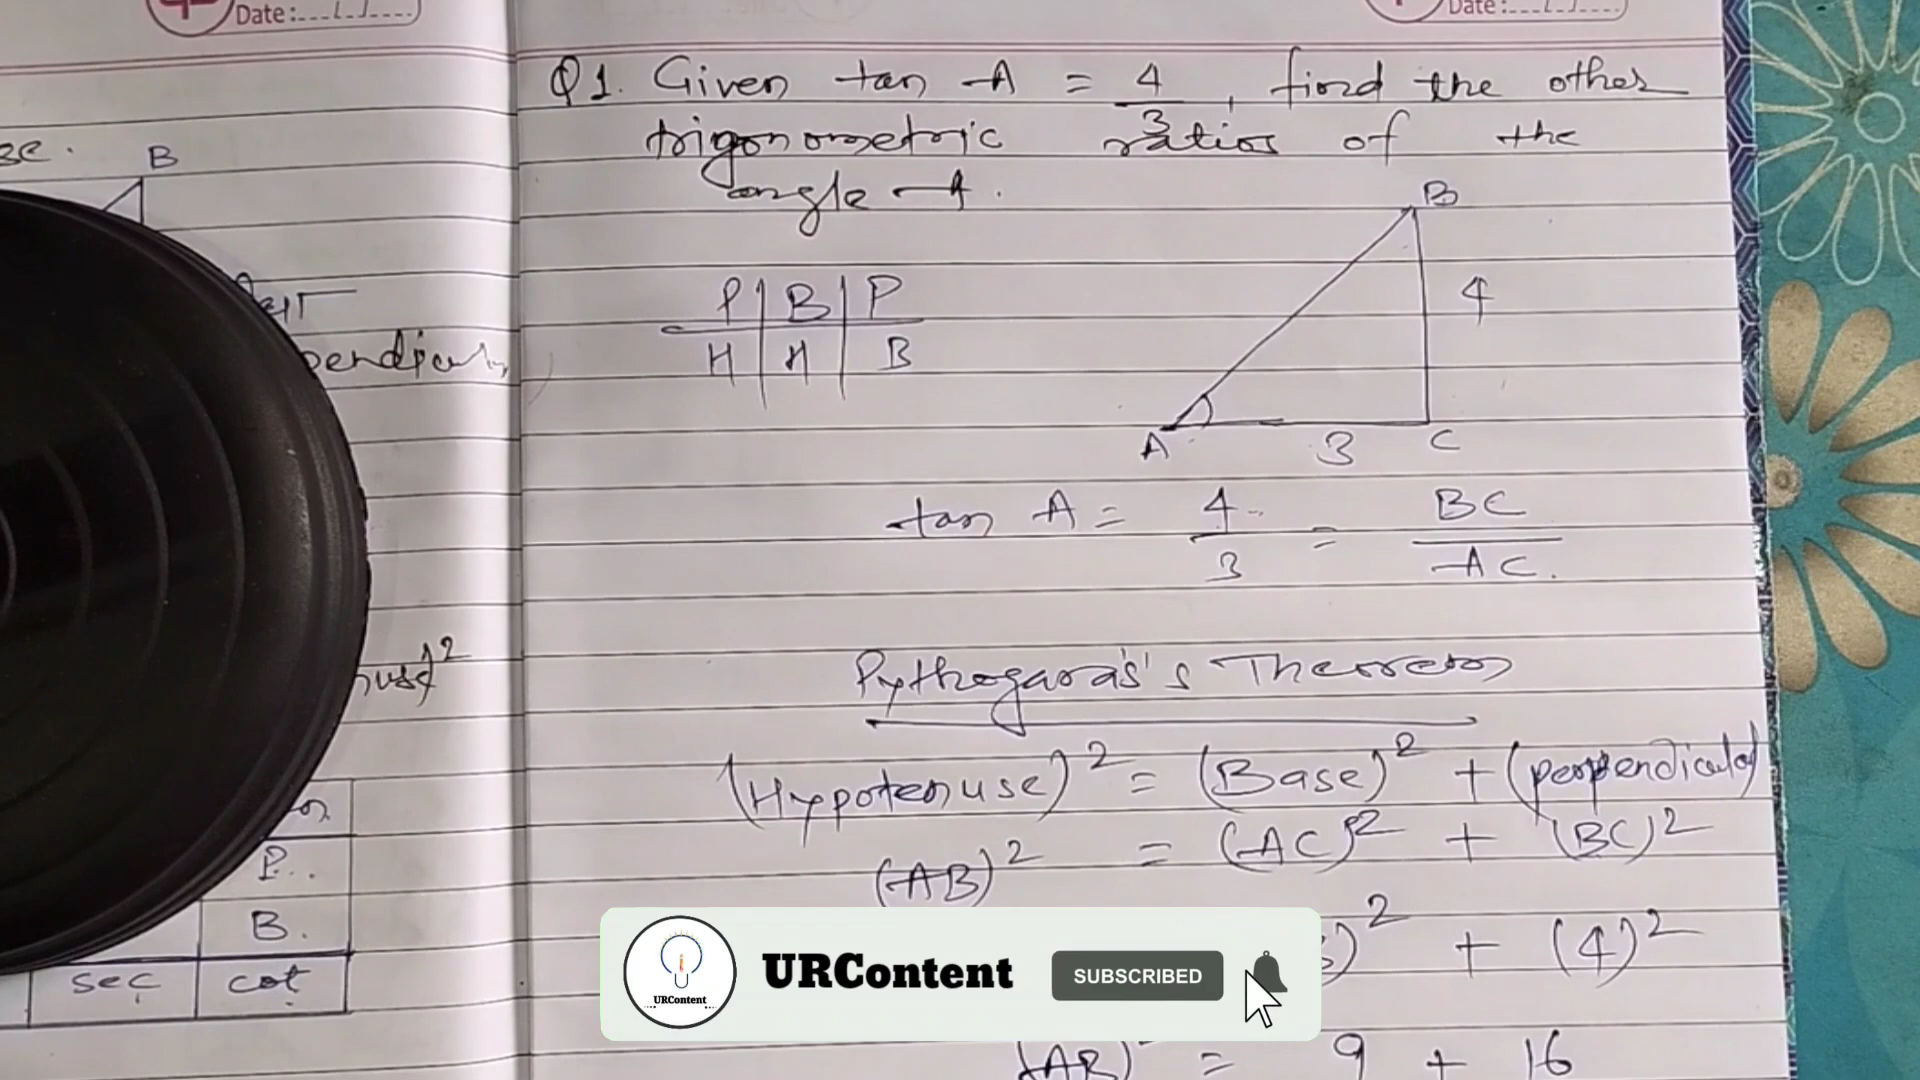 Date:
Date:
B
P..
B.
sec
cot
Q1. Given tan A = 4/3, find the other
trigonometric ratios of the
angle A.
P | B | P
H | H | B
B
4
A 3 C
tan A = 4/3 = BC/AC.
Pythogaras's Theorem
(Hypotenuse)² = (Base)² + (perpendicular)
(AB)² = (AC)² + (BC)²
)² + (4)²
(AB) = 9 + 16
URContent
URContent
SUBSCRIBED